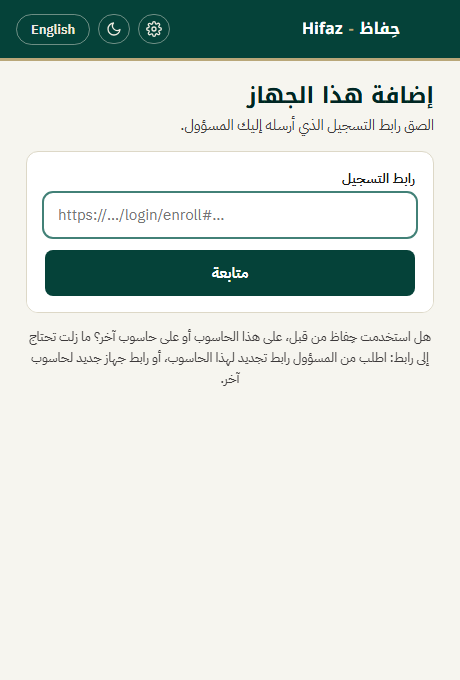 حِفاظ - Hifaz
English
إضافة هذا الجهاز
الصق رابط التسجيل الذي أرسله إليك المسؤول.
رابط التسجيل
https://.../login/enroll#...
متابعة
هل استخدمت حِفاظ من قبل، على هذا الحاسوب أو على حاسوب آخر؟ ما زلت تحتاج
إلى رابط: اطلب من المسؤول رابط تجديد لهذا الحاسوب، أو رابط جهاز جديد لحاسوب
آخر.